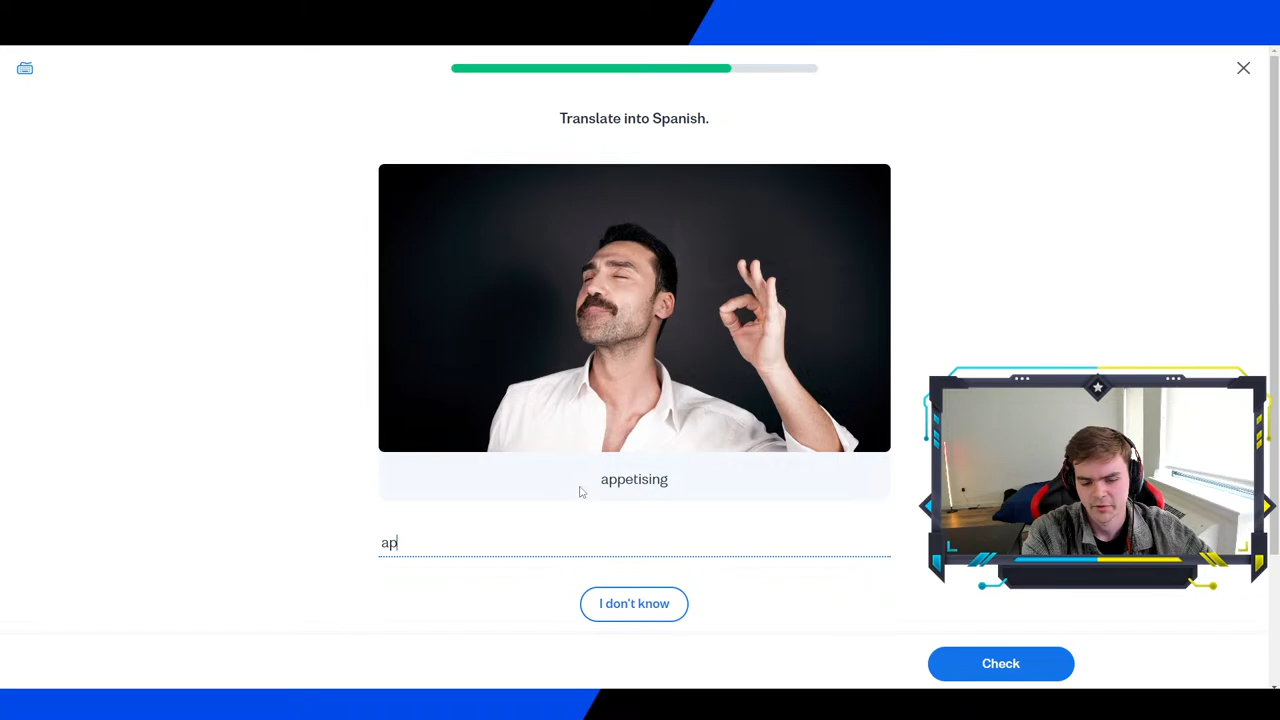 Translate into Spanish.
appetising
ap
I don't know
Check